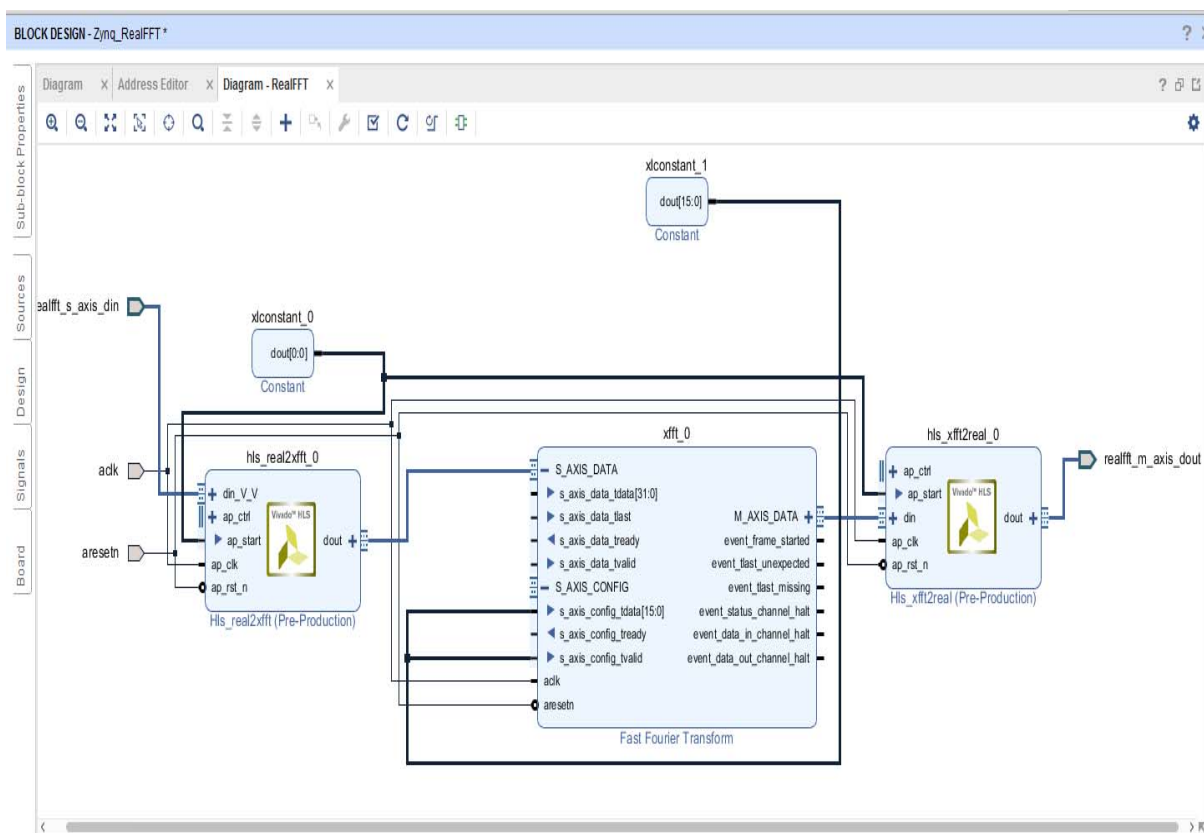 BLOCK DESIGN - Zynq_RealFFT *
?
Diagram X Address Editor X Diagram - RealFFT X
?
Sub-block Properties
Sources
Design
Signals
Board
xlconstant_1
dout[15:0]
Constant
ealfft_s_axis_din
xlconstant_0
dout[0:0]
Constant
aclk
aresetn
hls_real2xfft_0
din_V_V
ap_ctrl
ap_start
ap_clk
ap_rst_n
Vivado™ HLS
dout
Hls_real2xfft (Pre-Production)
xfft_0
S_AXIS_DATA
s_axis_data_tdata[31:0]
s_axis_data_tlast
s_axis_data_tready
s_axis_data_tvalid
S_AXIS_CONFIG
s_axis_config_tdata[15:0]
s_axis_config_tready
s_axis_config_tvalid
aclk
aresetn
M_AXIS_DATA
event_frame_started
event_tlast_unexpected
event_tlast_missing
event_status_channel_halt
event_data_in_channel_halt
event_data_out_channel_halt
Fast Fourier Transform
hls_xfft2real_0
ap_ctrl
ap_start
din
ap_clk
ap_rst_n
Vivado™ HLS
dout
Hls_xfft2real (Pre-Production)
realfft_m_axis_dout